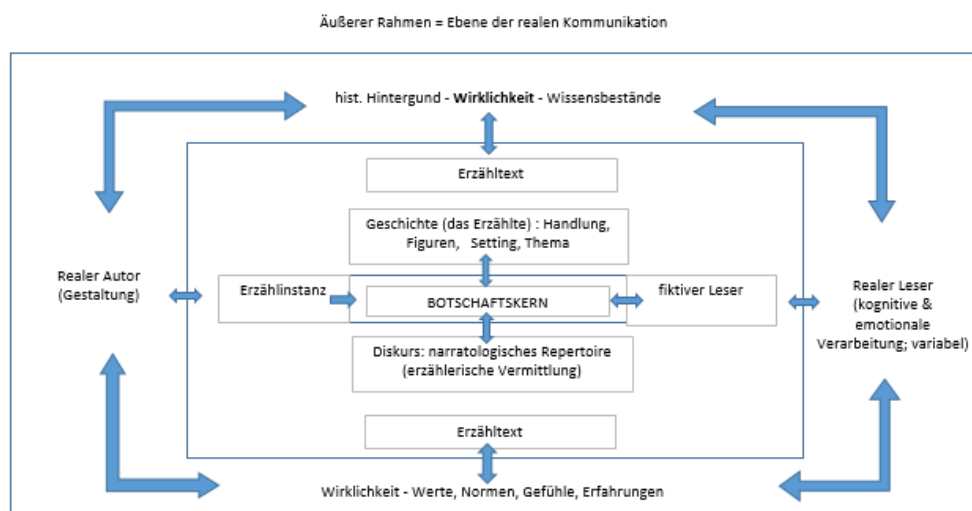 Äußerer Rahmen = Ebene der realen Kommunikation
hist. Hintergund - Wirklichkeit - Wissensbestände
Erzähltext
Geschichte (das Erzählte) : Handlung,
Figuren, Setting, Thema
Realer Autor
(Gestaltung)
Erzählinstanz
BOTSCHAFTSKERN
fiktiver Leser
Realer Leser
(kognitive &
emotionale
Verarbeitung; variabel)
Diskurs: narratologisches Repertoire
(erzählerische Vermittlung)
Erzähltext
Wirklichkeit - Werte, Normen, Gefühle, Erfahrungen